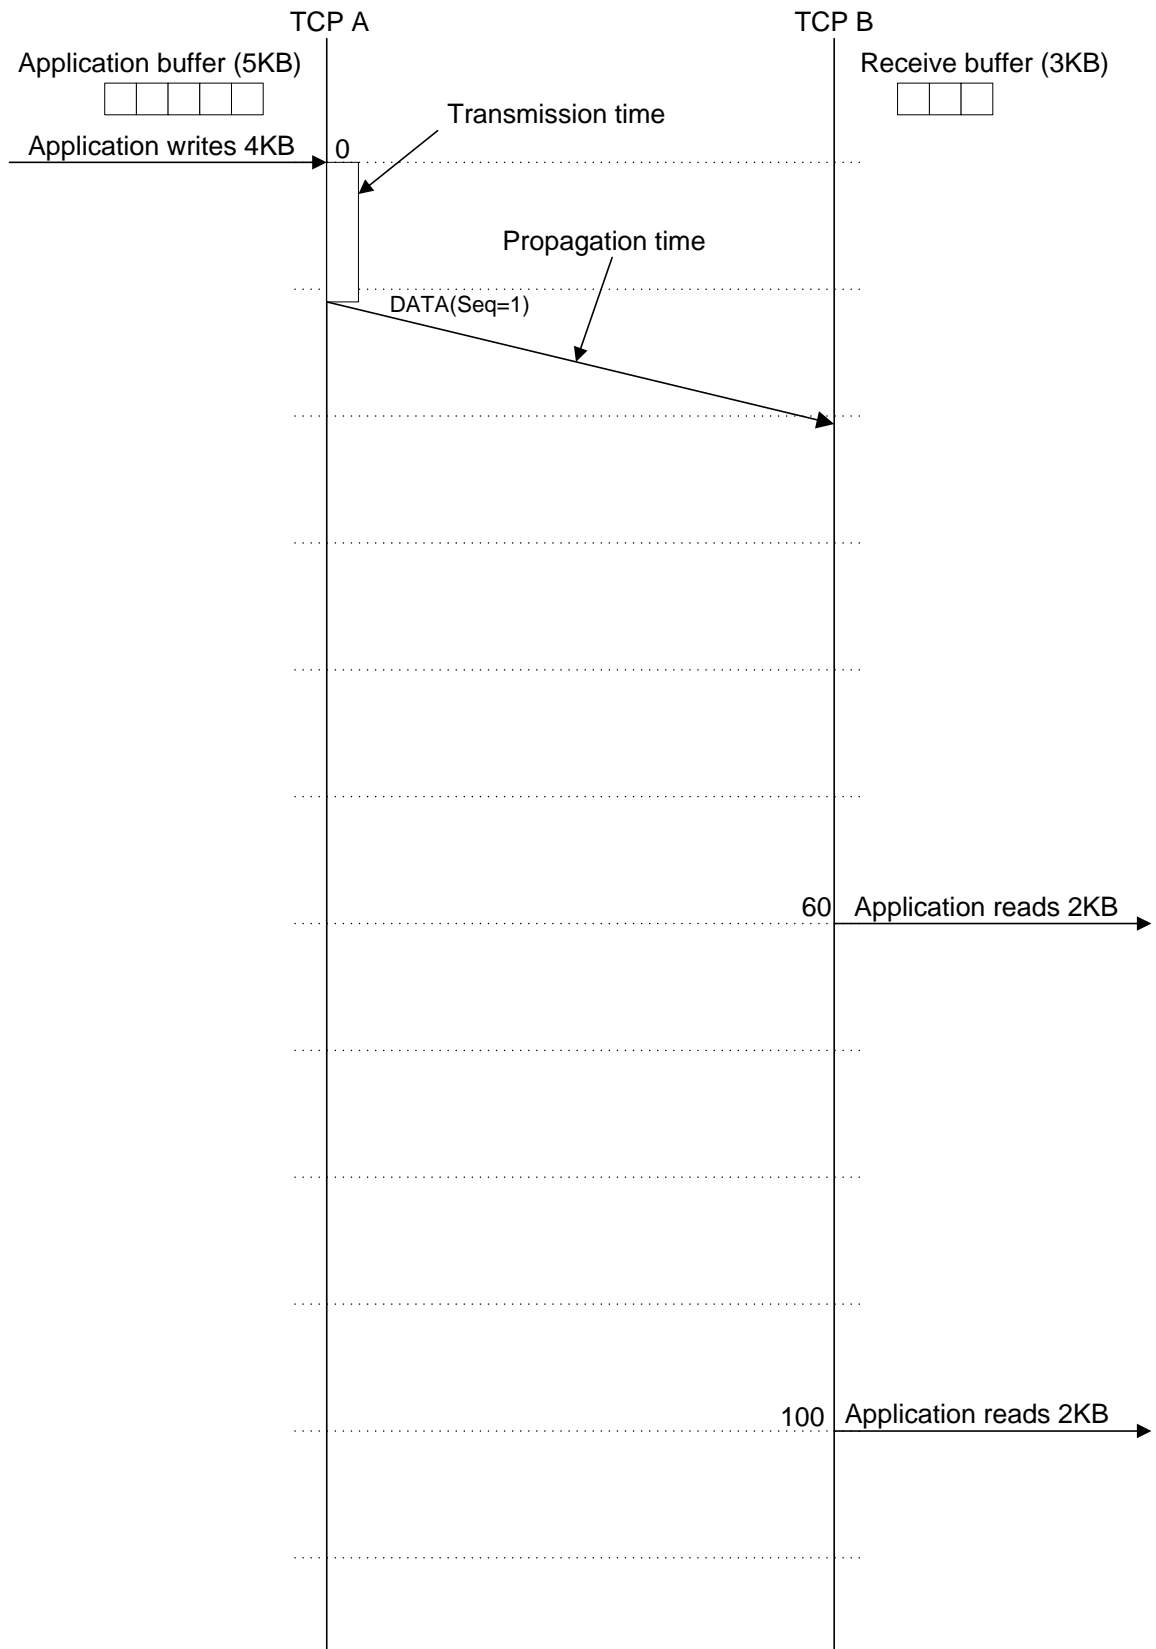 TCP A
TCP B
Application buffer (5KB)
Receive buffer (3KB)
Transmission time
Application writes 4KB
0
Propagation time
DATA(Seq=1)
60
Application reads 2KB
100
Application reads 2KB